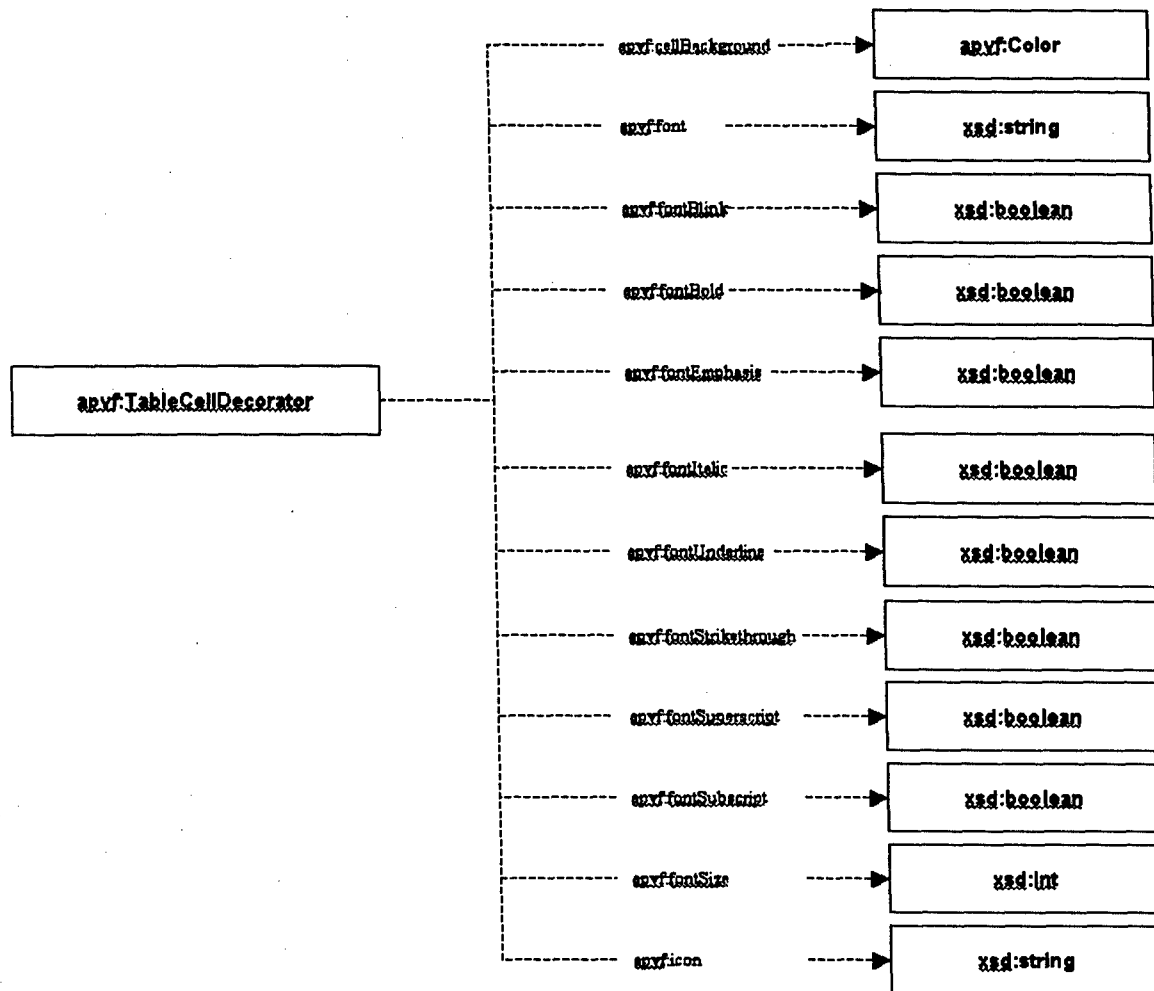 apvf:cellBackground
apvf:Color
apvf:font
xsd:string
apvf:fontBlink
xsd:boolean
apvf:fontBold
xsd:boolean
apvf:fontEmphasis
xsd:boolean
apvf:TableCellDecorator
apvf:fontItalic
xsd:boolean
apvf:fontUnderline
xsd:boolean
apvf:fontStrikethrough
xsd:boolean
apvf:fontSuperscript
xsd:boolean
apvf:fontSubscript
xsd:boolean
apvf:fontSize
xsd:int
apvf:icon
xsd:string